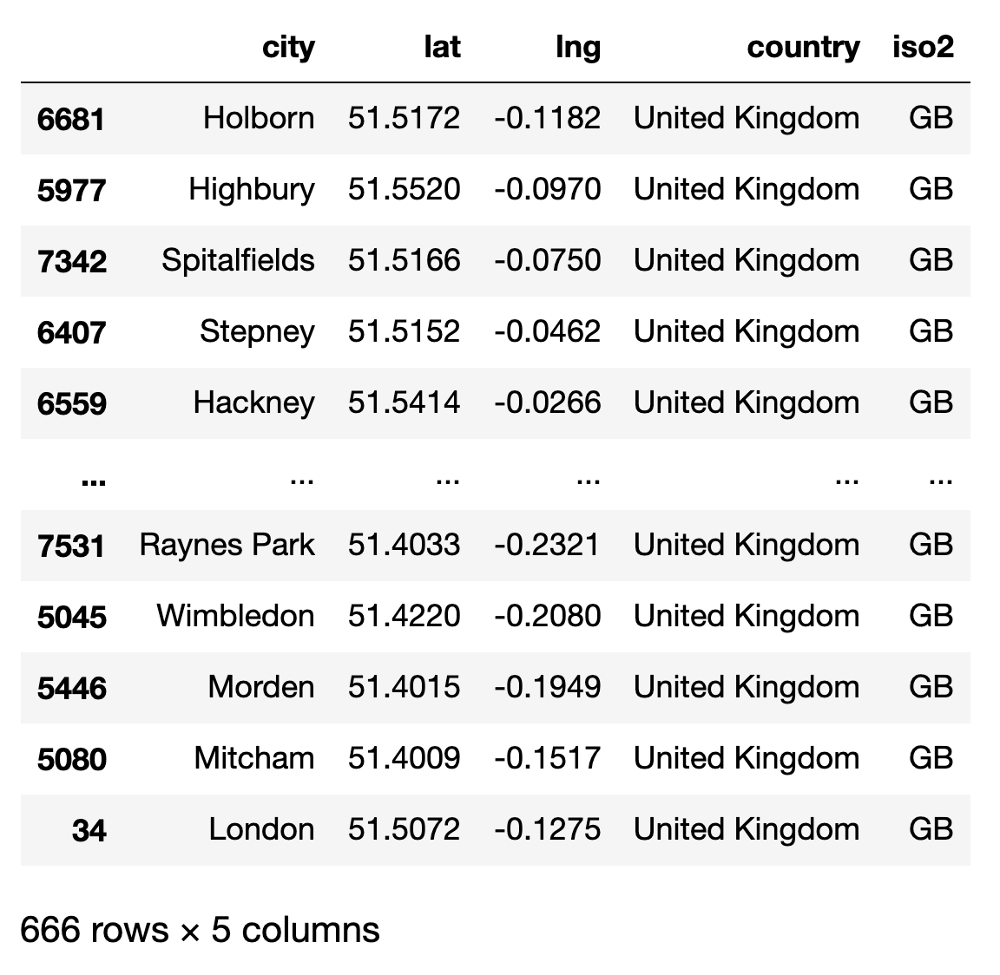 city lat lng country iso2
6681 Holborn 51.5172 -0.1182 United Kingdom GB
5977 Highbury 51.5520 -0.0970 United Kingdom GB
7342 Spitalfields 51.5166 -0.0750 United Kingdom GB
6407 Stepney 51.5152 -0.0462 United Kingdom GB
6559 Hackney 51.5414 -0.0266 United Kingdom GB
... ... ... ... ... ...
7531 Raynes Park 51.4033 -0.2321 United Kingdom GB
5045 Wimbledon 51.4220 -0.2080 United Kingdom GB
5446 Morden 51.4015 -0.1949 United Kingdom GB
5080 Mitcham 51.4009 -0.1517 United Kingdom GB
34 London 51.5072 -0.1275 United Kingdom GB
666 rows × 5 columns